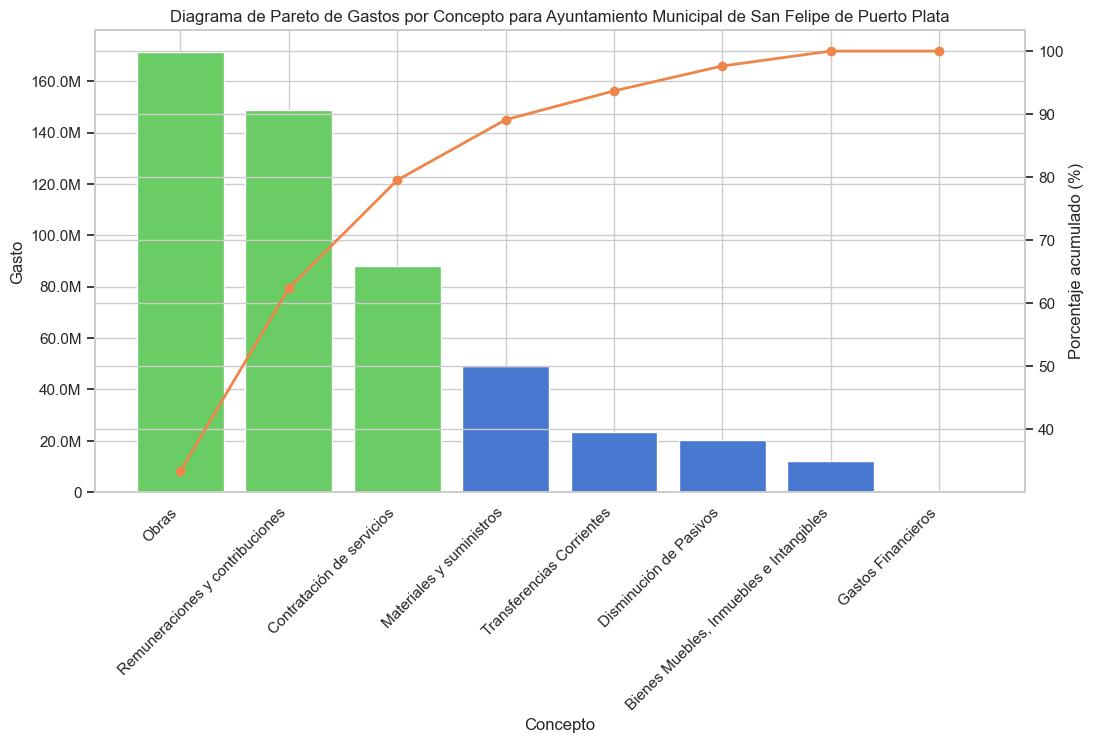 Diagrama de Pareto de Gastos por Concepto para Ayuntamiento Municipal de San Felipe de Puerto Plata
Gasto
160.0M
140.0M
120.0M
100.0M
80.0M
60.0M
40.0M
20.0M
0
100
90
80
70
60
50
40
Porcentaje acumulado (%)
Obras
Remuneraciones y contribuciones
Contratación de servicios
Materiales y suministros
Transferencias Corrientes
Disminución de Pasivos
Bienes Muebles, Inmuebles e Intangibles
Gastos Financieros
Concepto